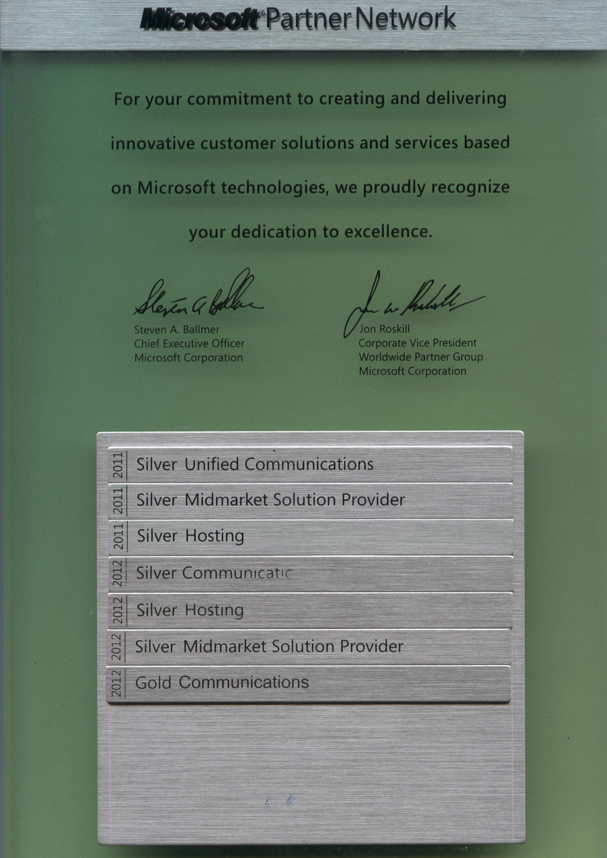 Microsoft® Partner Network
For your commitment to creating and delivering
innovative customer solutions and services based
on Microsoft technologies, we proudly recognize
your dedication to excellence.
Steven A. Ballmer
Chief Executive Officer
Microsoft Corporation
Jon Roskill
Corporate Vice President
Worldwide Partner Group
Microsoft Corporation
2011 Silver Unified Communications
2011 Silver Midmarket Solution Provider
2011 Silver Hosting
2012 Silver Communicatic
2012 Silver Hosting
2012 Silver Midmarket Solution Provider
2012 Gold Communications